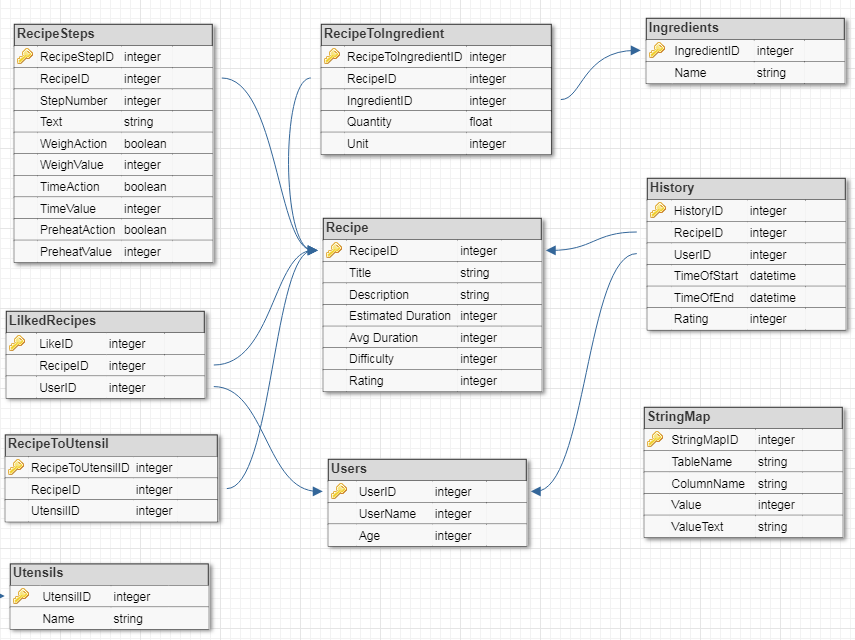 RecipeSteps
RecipeStepID integer
RecipeID integer
StepNumber integer
Text string
WeighAction boolean
WeighValue integer
TimeAction boolean
TimeValue integer
PreheatAction boolean
PreheatValue integer
RecipeToIngredient
RecipeToIngredientID integer
RecipeID integer
IngredientID integer
Quantity float
Unit integer
Ingredients
IngredientID integer
Name string
History
HistoryID integer
RecipeID integer
UserID integer
TimeOfStart datetime
TimeOfEnd datetime
Rating integer
Recipe
RecipeID integer
Title string
Description string
Estimated Duration integer
Avg Duration integer
Difficulty integer
Rating integer
LilkedRecipes
LikeID integer
RecipeID integer
UserID integer
RecipeToUtensil
RecipeToUtensilID integer
RecipeID integer
UtensilID integer
Users
UserID integer
UserName integer
Age integer
StringMap
StringMapID integer
TableName string
ColumnName string
Value integer
ValueText string
Utensils
UtensilID integer
Name string